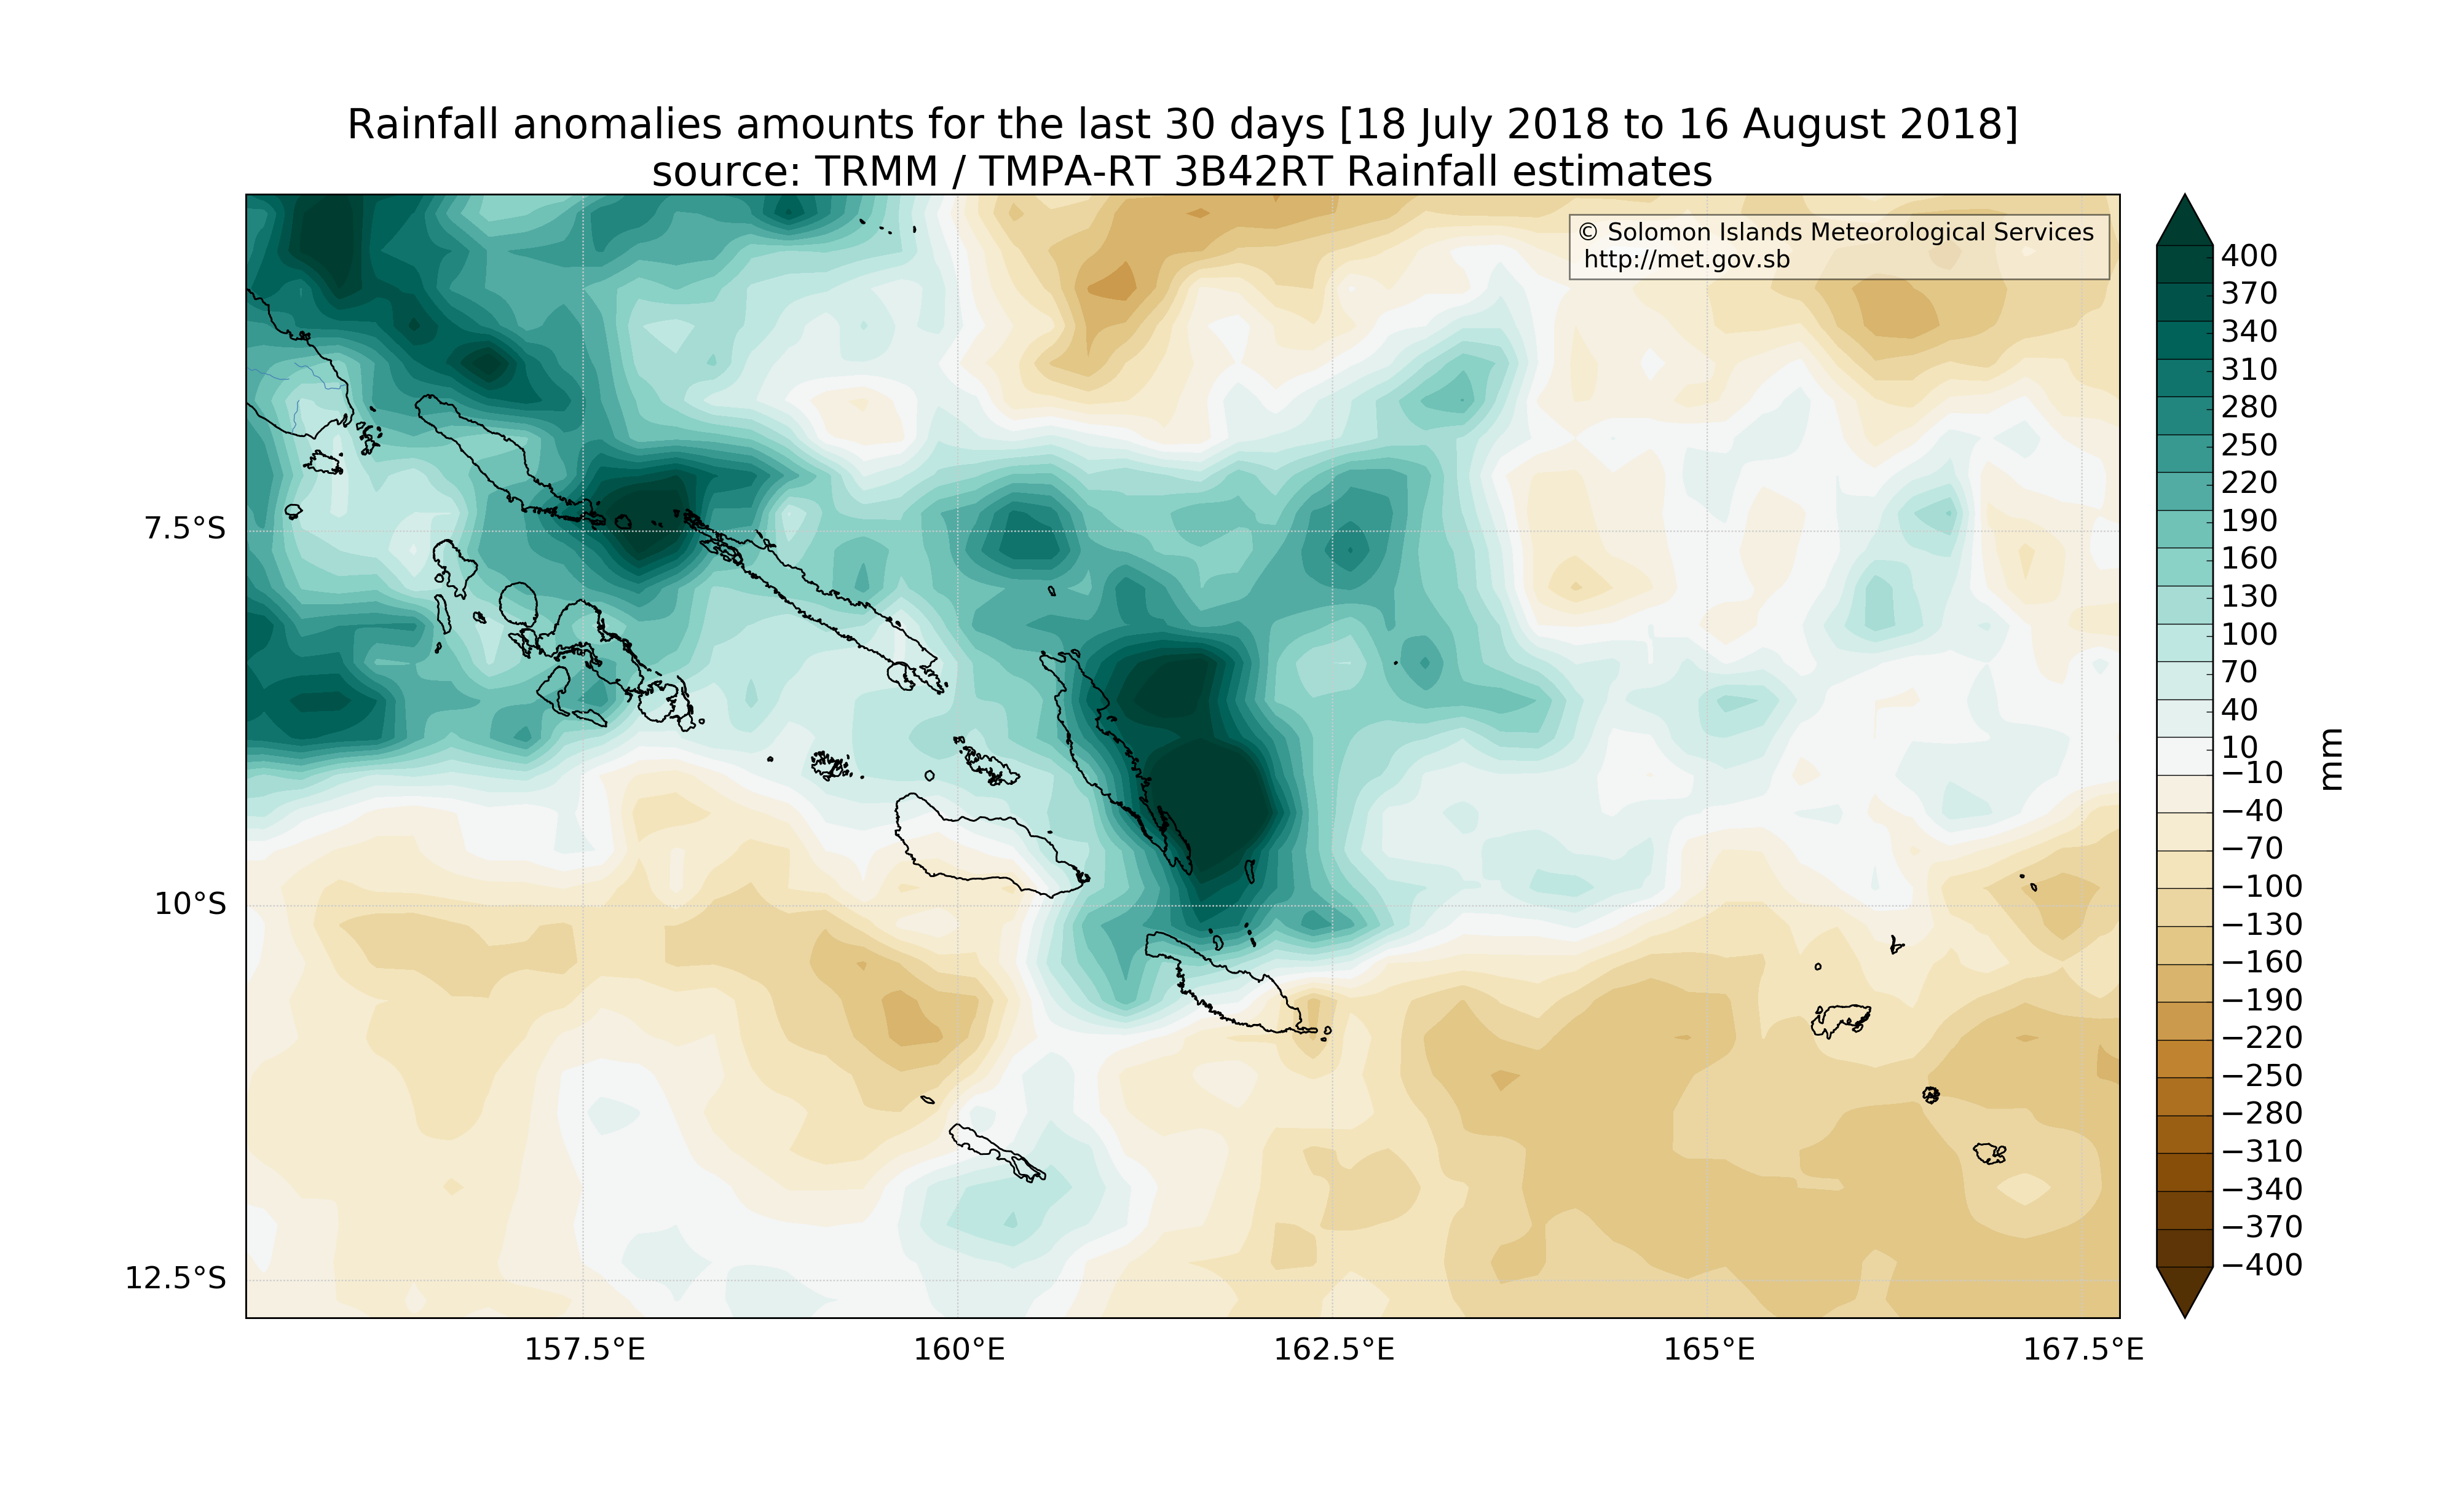 Rainfall anomalies amounts for the last 30 days [18 July 2018 to 16 August 2018]
source: TRMM / TMPA-RT 3B42RT Rainfall estimates
© Solomon Islands Meteorological Services
http://met.gov.sb
7.5°S
10°S
12.5°S
157.5°E
160°E
162.5°E
165°E
167.5°E
400
370
340
310
280
250
220
190
160
130
100
70
40
10
−10
−40
−70
−100
−130
−160
−190
−220
−250
−280
−310
−340
−370
−400
mm